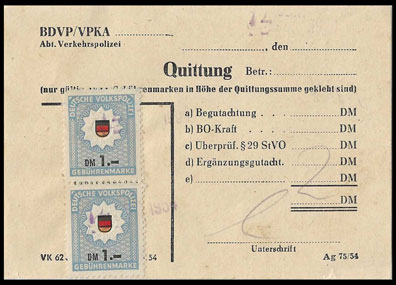 BDVP/VPKA
Abt. Verkehrspolizei
, den
Quittung Betr.:
(nur gültig in Höhe der Quittungssumme geklebt sind)
a) Begutachtung DM
b) BO-Kraft DM
c) Überprüf. § 29 StVO DM
d) Ergänzungsgutacht. DM
e) DM
DM
Unterschrift
VK 62 54
Ag 75/54
DEUTSCHE VOLKSPOLIZEI
DM 1.–
GEBÜHRENMARKE
DEUTSCHE VOLKSPOLIZEI
DM 1.–
GEBÜHRENMARKE